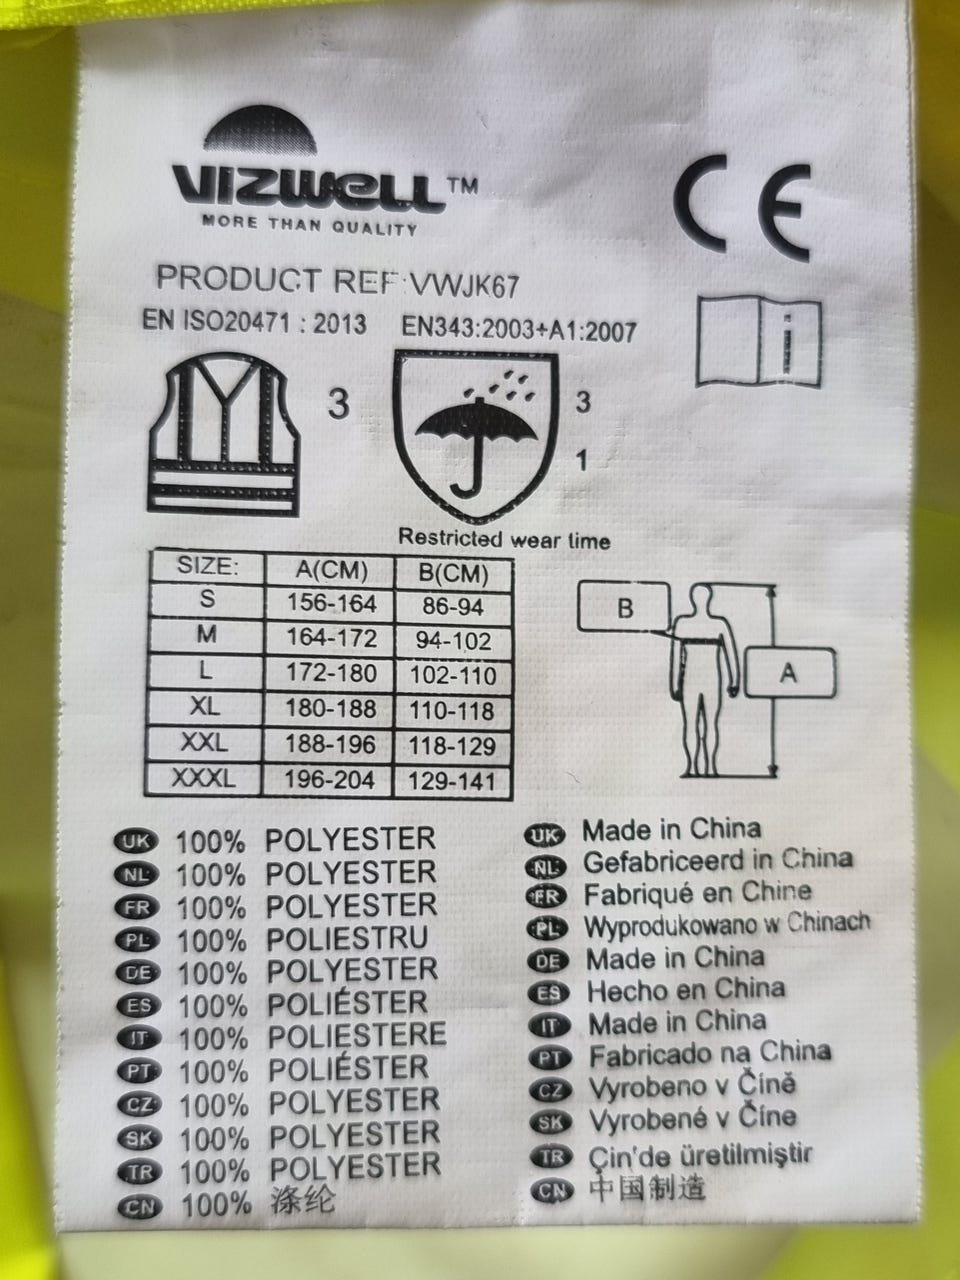 VIZWELL™
MORE THAN QUALITY
CE
PRODUCT REF:VWJK67
EN ISO20471 : 2013 EN343:2003+A1:2007
i
3
3
1
Restricted wear time
SIZE: A(CM) B(CM)
S 156-164 86-94
M 164-172 94-102
L 172-180 102-110
XL 180-188 110-118
XXL 188-196 118-129
XXXL 196-204 129-141
B
A
UK 100% POLYESTER
NL 100% POLYESTER
FR 100% POLYESTER
PL 100% POLIESTRU
DE 100% POLYESTER
ES 100% POLIÉSTER
IT 100% POLIESTERE
PT 100% POLIÉSTER
CZ 100% POLYESTER
SK 100% POLYESTER
TR 100% POLYESTER
CN 100% 涤纶
UK Made in China
NL Gefabriceerd in China
FR Fabriqué en Chine
PL Wyprodukowano w Chinach
DE Made in China
ES Hecho en China
IT Made in China
PT Fabricado na China
CZ Vyrobeno v Číně
SK Vyrobené v Číne
TR Çin'de üretilmiştir
CN 中国制造